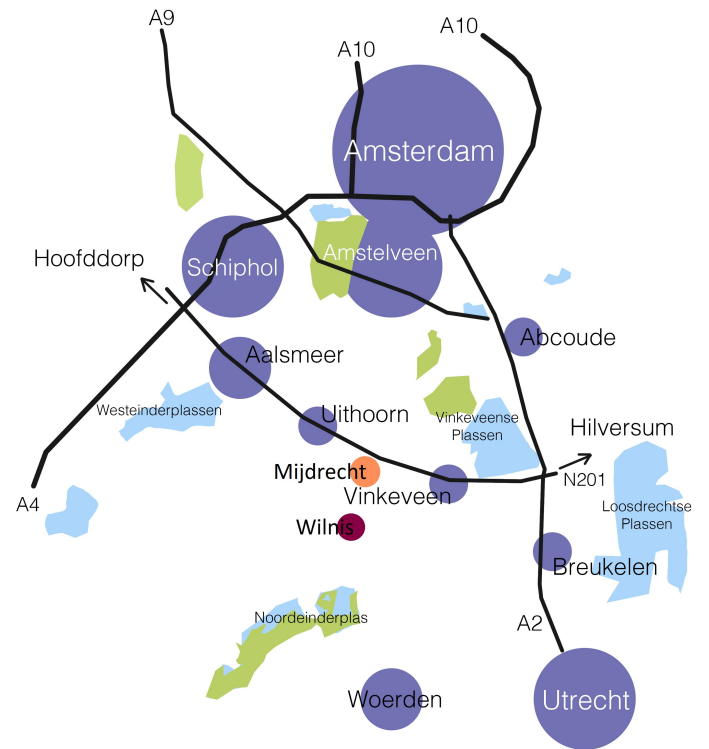 A9
A10
A10
Amsterdam
Hoofddorp
Schiphol
Amstelveen
Abcoude
Aalsmeer
Westeinderplassen
Uithoorn
Vinkeveense
Plassen
Hilversum
Mijdrecht
Vinkeveen
N201
A4
Loosdrechtse
Plassen
Wilnis
Breukelen
Noordeinderplas
A2
Woerden
Utrecht